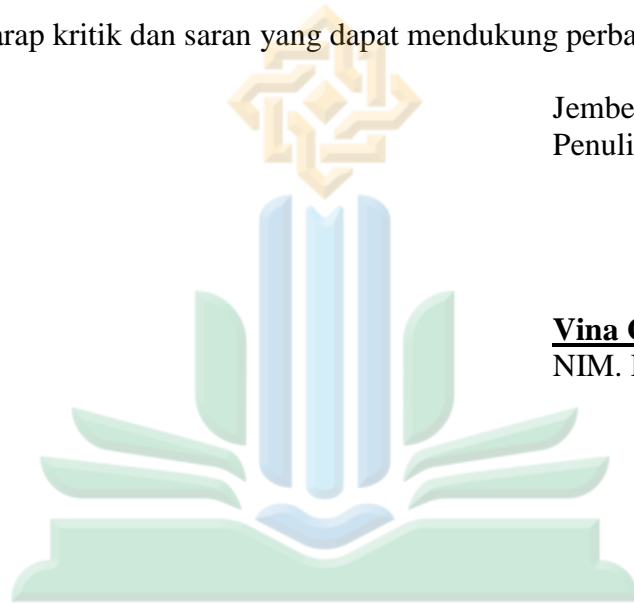 arap kritik dan saran yang dapat mendukung perba
Jembe
Penuli
Vina
NIM.